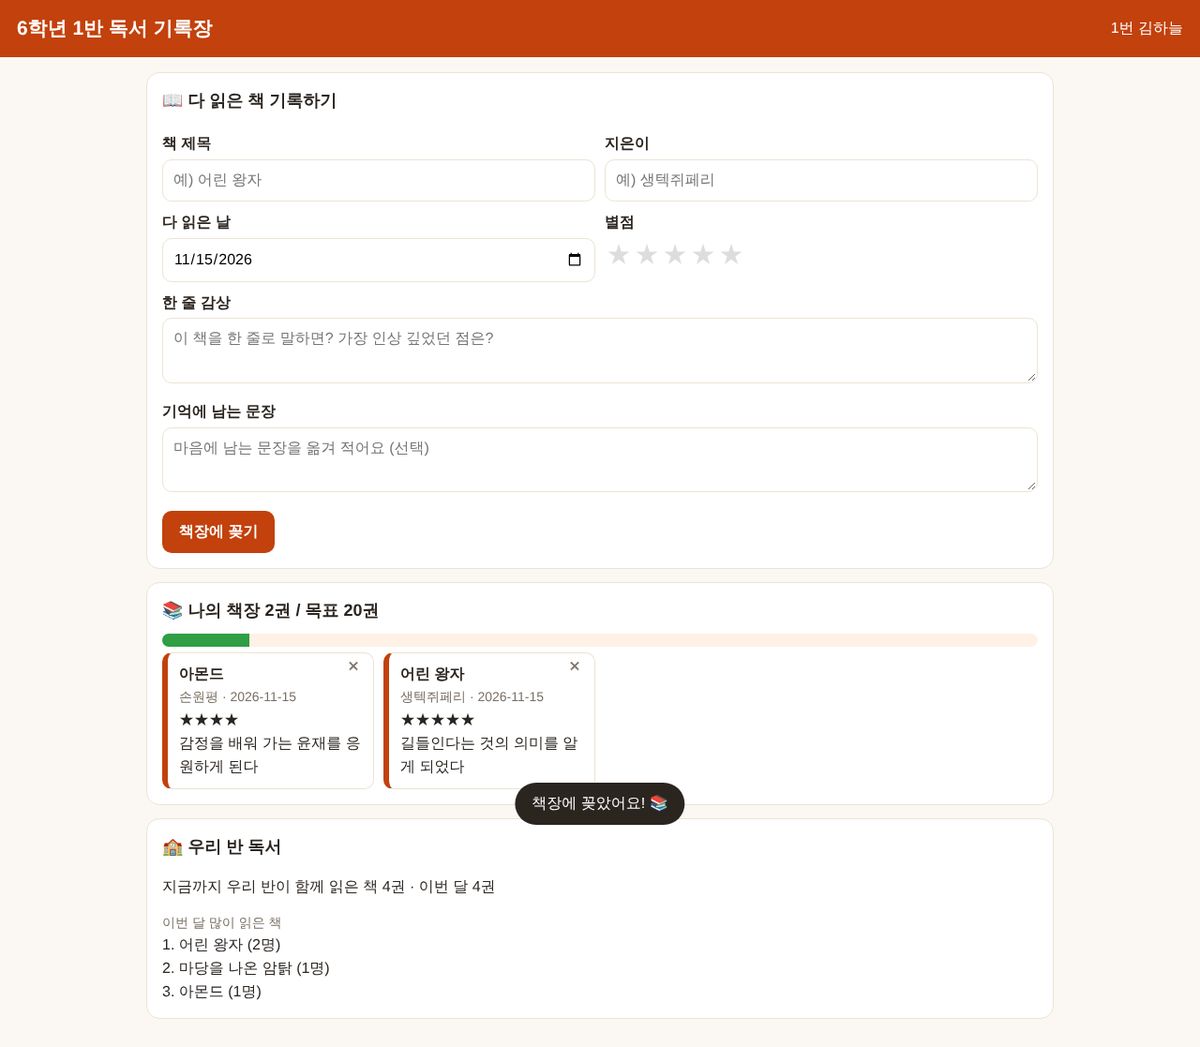 6학년 1반 독서 기록장
1번 김하늘
📖 다 읽은 책 기록하기
책 제목
지은이
예) 어린 왕자
예) 생텍쥐페리
다 읽은 날
별점
11/15/2026
★★★★★
한 줄 감상
이 책을 한 줄로 말하면? 가장 인상 깊었던 점은?
기억에 남는 문장
마음에 남는 문장을 옮겨 적어요 (선택)
책장에 꽂기
📚 나의 책장 2권 / 목표 20권
아몬드
×
손원평 · 2026-11-15
★★★★
감정을 배워 가는 윤재를 응
원하게 된다
어린 왕자
×
생텍쥐페리 · 2026-11-15
★★★★★
길들인다는 것의 의미를 알
게 되었다
책장에 꽂았어요! 📚
🏫 우리 반 독서
지금까지 우리 반이 함께 읽은 책 4권 · 이번 달 4권
이번 달 많이 읽은 책
1. 어린 왕자 (2명)
2. 마당을 나온 암탉 (1명)
3. 아몬드 (1명)